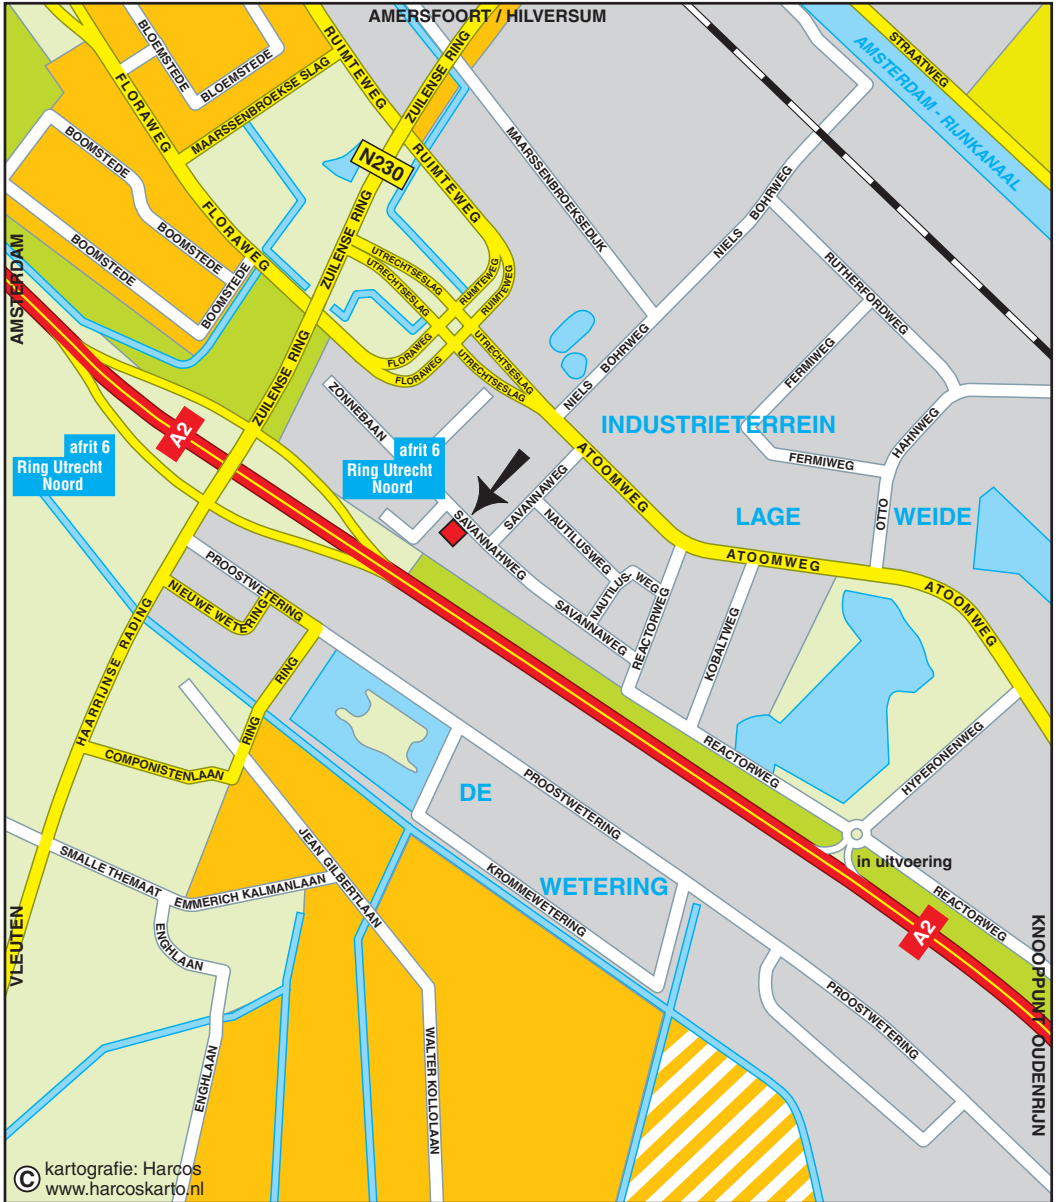 AMERSFOORT / HILVERSUM
STRAATWEG
AMSTERDAM - RIJNKANAAL
BLOEMSTEDE
BLOEMSTEDE
FLORAWEG
MAARSSENBROEKSE SLAG
RUIMTEWEG
ZUILENSE RING
BOOMSTEDE
N230
RUIMTEWEG
MAARSSENBROEKSEDIJK
NIELS BOHRWEG
FLORAWEG
BOOMSTEDE
BOOMSTEDE
BOOMSTEDE
ZUILENSE RING
UTRECHTSESLAG
UTRECHTSESLAG
RUIMTEWEG
RUIMTEWEG
RUTHERFORDWEG
AMSTERDAM
FLORAWEG
FLORAWEG
UTRECHTSESLAG
UTRECHTSESLAG
NIELS BOHRWEG
FERMIWEG
ZUILENSE RING
ZONNEBAAN
INDUSTRIETERREIN
HAHNWEG
A2
afrit 6
Ring Utrecht
Noord
afrit 6
Ring Utrecht
Noord
ATOOMWEG
FERMIWEG
SAVANNAWEG
SAVANNAHWEG
NAUTILUSWEG
LAGE
OTTO
WEIDE
ATOOMWEG
ATOOMWEG
PROOSTWETERING
NIEUWE WETERING
NAUTILUS
WEG
SAVANNAWEG
REACTORWEG
KOBALTWEG
HAARRIJNSE RADING
RING
RING
COMPONISTENLAAN
REACTORWEG
HYPERONENWEG
DE
PROOSTWETERING
WETERING
KROMMEWETERING
in uitvoering
REACTORWEG
SMALLE THEMAAT
EMMERICH KALMANLAAN
JEAN GILBERTLAAN
VLEUTEN
ENGHLAAN
A2
KNOOPPUNT OUDENRIJN
PROOSTWETERING
ENGHLAAN
WALTER KOLLOLAAN
© kartografie: Harcos
www.harcoskarto.nl